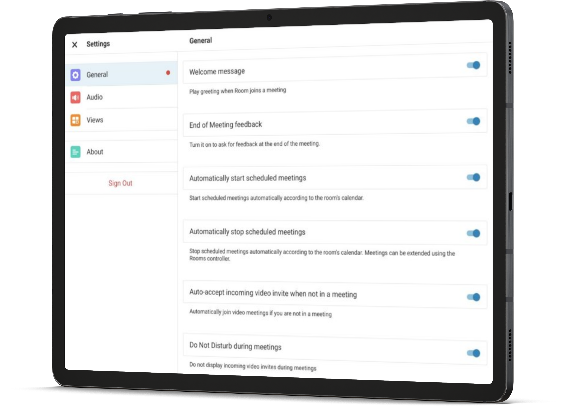 Settings
General
General
Audio
Views
About
Sign Out
Welcome message
Play greeting when Room joins a meeting
End of Meeting feedback
Turn it on to ask for feedback at the end of the meeting.
Automatically start scheduled meetings
Start scheduled meetings automatically according to the room's calendar.
Automatically stop scheduled meetings
Stop scheduled meetings automatically according to the room's calendar. Meetings can be extended using the
Rooms controller.
Auto-accept incoming video invite when not in a meeting
Automatically join video meetings if you are not in a meeting
Do Not Disturb during meetings
Do not display incoming video invites during meetings.